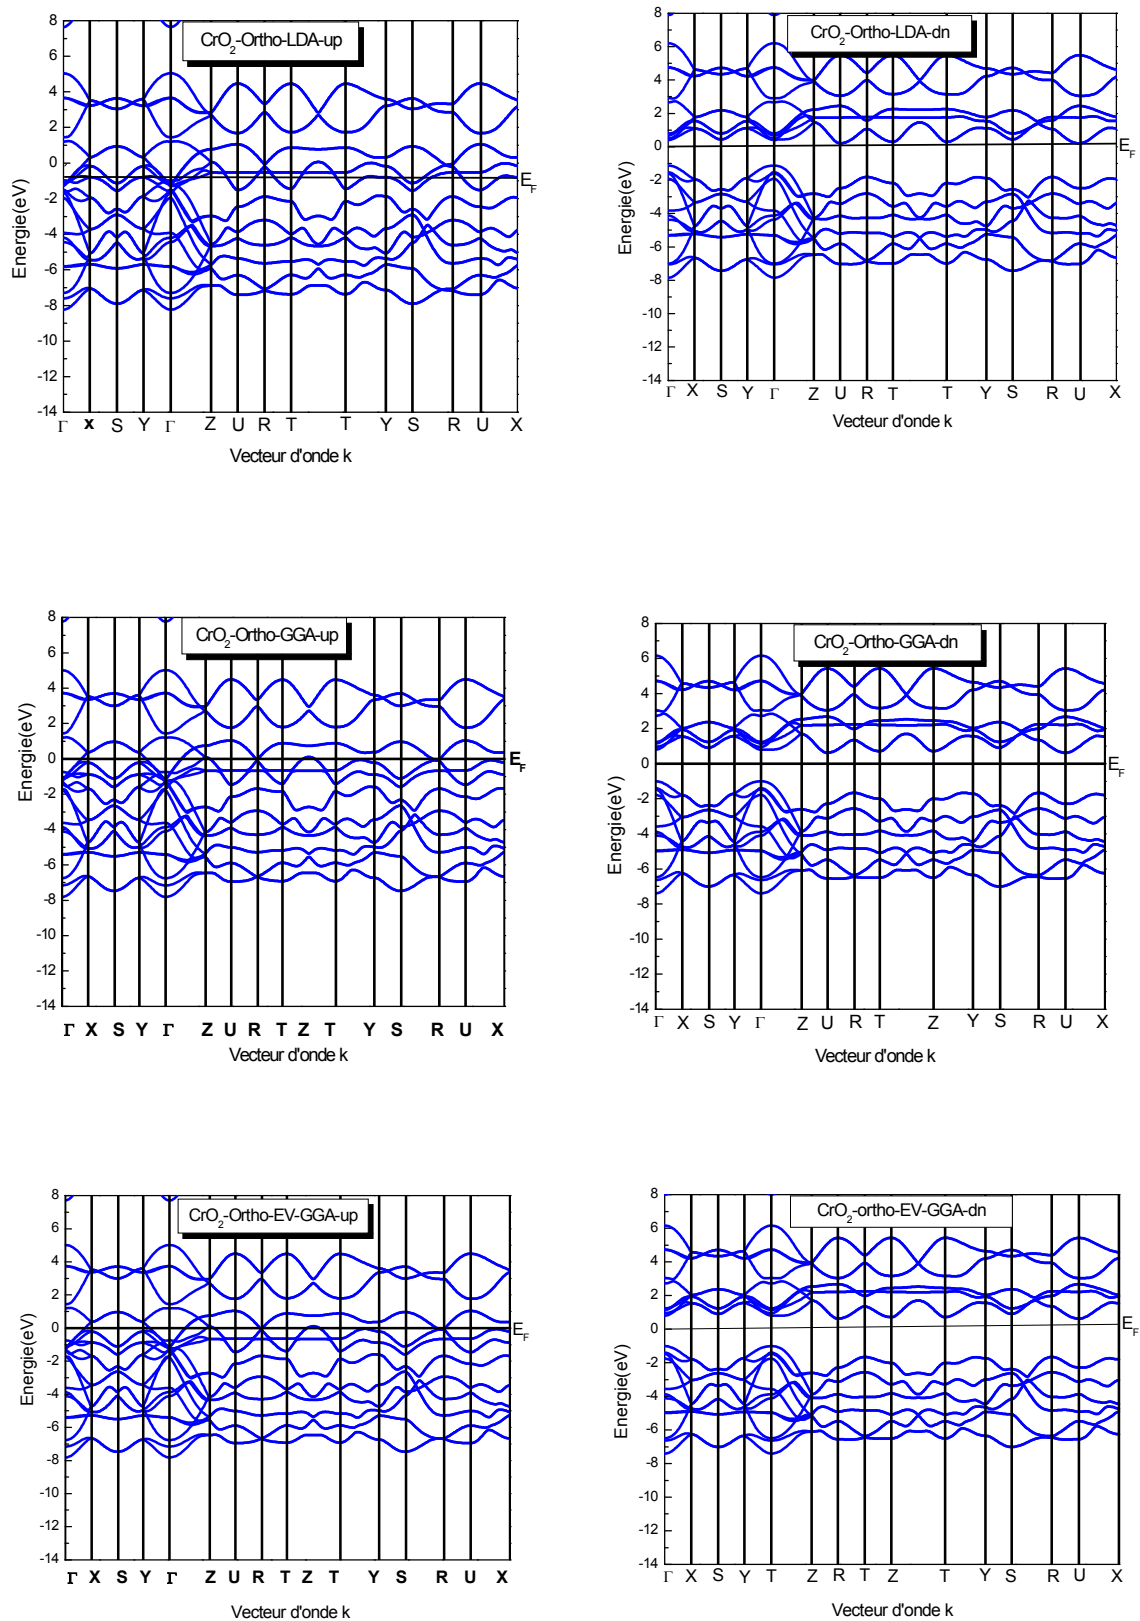 CrO2-Ortho-LDA-up
Energie(eV)
8
6
4
2
0
-2
-4
-6
-8
-10
-12
-14
EF
Γ x S Y Γ Z U R T T Y S R U X
Vecteur d'onde k
CrO2-Ortho-LDA-dn
Energie(eV)
8
6
4
2
0
-2
-4
-6
-8
-10
-12
-14
EF
Γ X S Y Γ Z U R T T Y S R U X
Vecteur d'onde k
CrO2-Ortho-GGA-up
Energie(eV)
8
6
4
2
0
-2
-4
-6
-8
-10
-12
-14
EF
Γ X S Y Γ Z U R T Z T Y S R U X
Vecteur d'onde k
CrO2-Ortho-GGA-dn
Energie(eV)
8
6
4
2
0
-2
-4
-6
-8
-10
-12
-14
EF
Γ X S Y Γ Z U R T Z Y S R U X
Vecteur d'onde k
CrO2-Ortho-EV-GGA-up
Energie(eV)
8
6
4
2
0
-2
-4
-6
-8
-10
-12
-14
EF
Γ X S Y Γ Z U R T Z T Y S R U X
Vecteur d'onde k
CrO2-ortho-EV-GGA-dn
Energie(eV)
8
6
4
2
0
-2
-4
-6
-8
-10
-12
-14
EF
Γ X S Y T Z R T Z T Y S R U X
Vecteur d'onde k